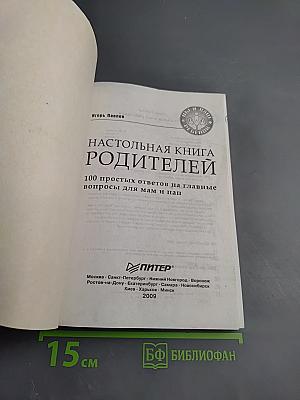 Игорь Павлов
НАСТОЛЬНАЯ КНИГА
РОДИТЕЛЕЙ
100 простых ответов на главные
вопросы для мам и пап
ПИТЕР
Москва · Санкт-Петербург · Нижний Новгород · Воронеж
Ростов-на-Дону · Екатеринбург · Самара · Новосибирск
Киев · Харьков · Минск
2009
15 см
БФ БИБЛИОФАН